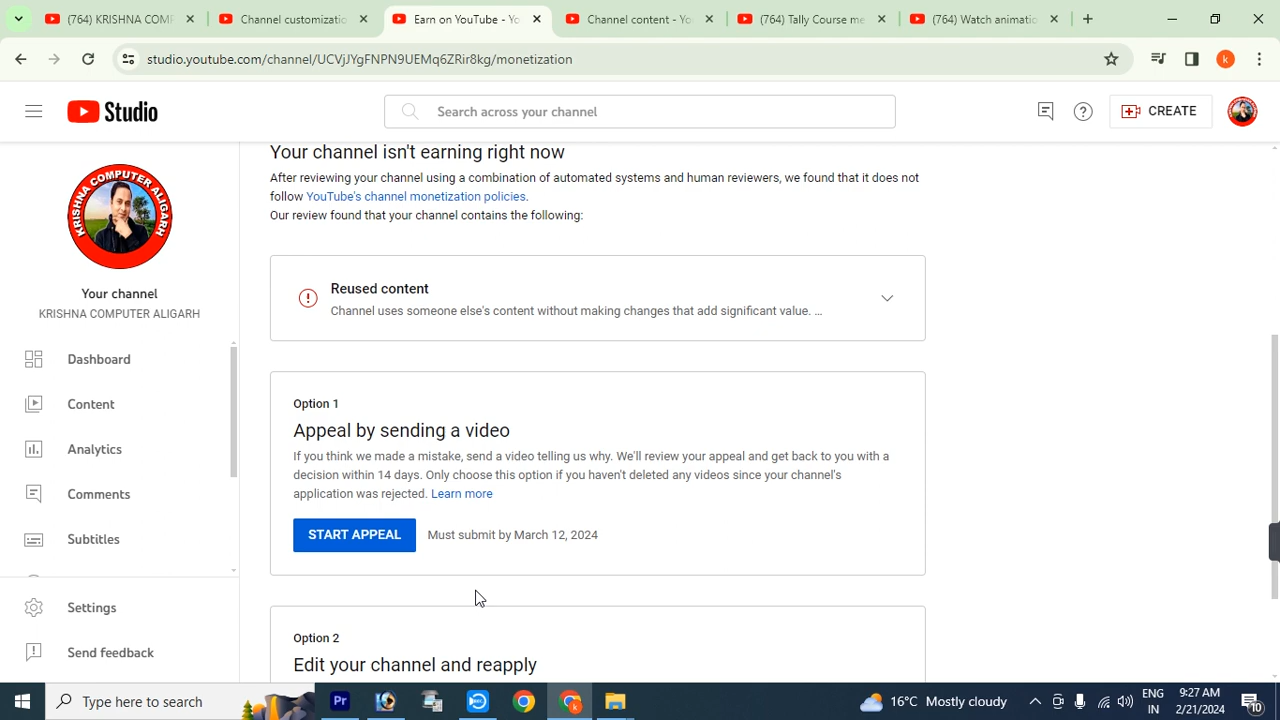 (764) KRISHNA COMP
Channel customizatio
Earn on YouTube - Yo
Channel content - Yo
(764) Tally Course me
(764) Watch animatio
studio.youtube.com/channel/UCVjJYgFNPN9UEMq6ZRir8kg/monetization
k
Studio
Search across your channel
CREATE
KRISHNA COMPUTER ALIGARH
Your channel
KRISHNA COMPUTER ALIGARH
Dashboard
Content
Analytics
Comments
Subtitles
Settings
Send feedback
Your channel isn't earning right now
After reviewing your channel using a combination of automated systems and human reviewers, we found that it does not
follow YouTube's channel monetization policies.
Our review found that your channel contains the following:
Reused content
Channel uses someone else's content without making changes that add significant value. …
Option 1
Appeal by sending a video
If you think we made a mistake, send a video telling us why. We'll review your appeal and get back to you with a
decision within 14 days. Only choose this option if you haven't deleted any videos since your channel's
application was rejected. Learn more
START APPEAL
Must submit by March 12, 2024
Option 2
Edit your channel and reapply
Type here to search
Pr
k
16°C Mostly cloudy
ENG
IN
9:27 AM
2/21/2024
10